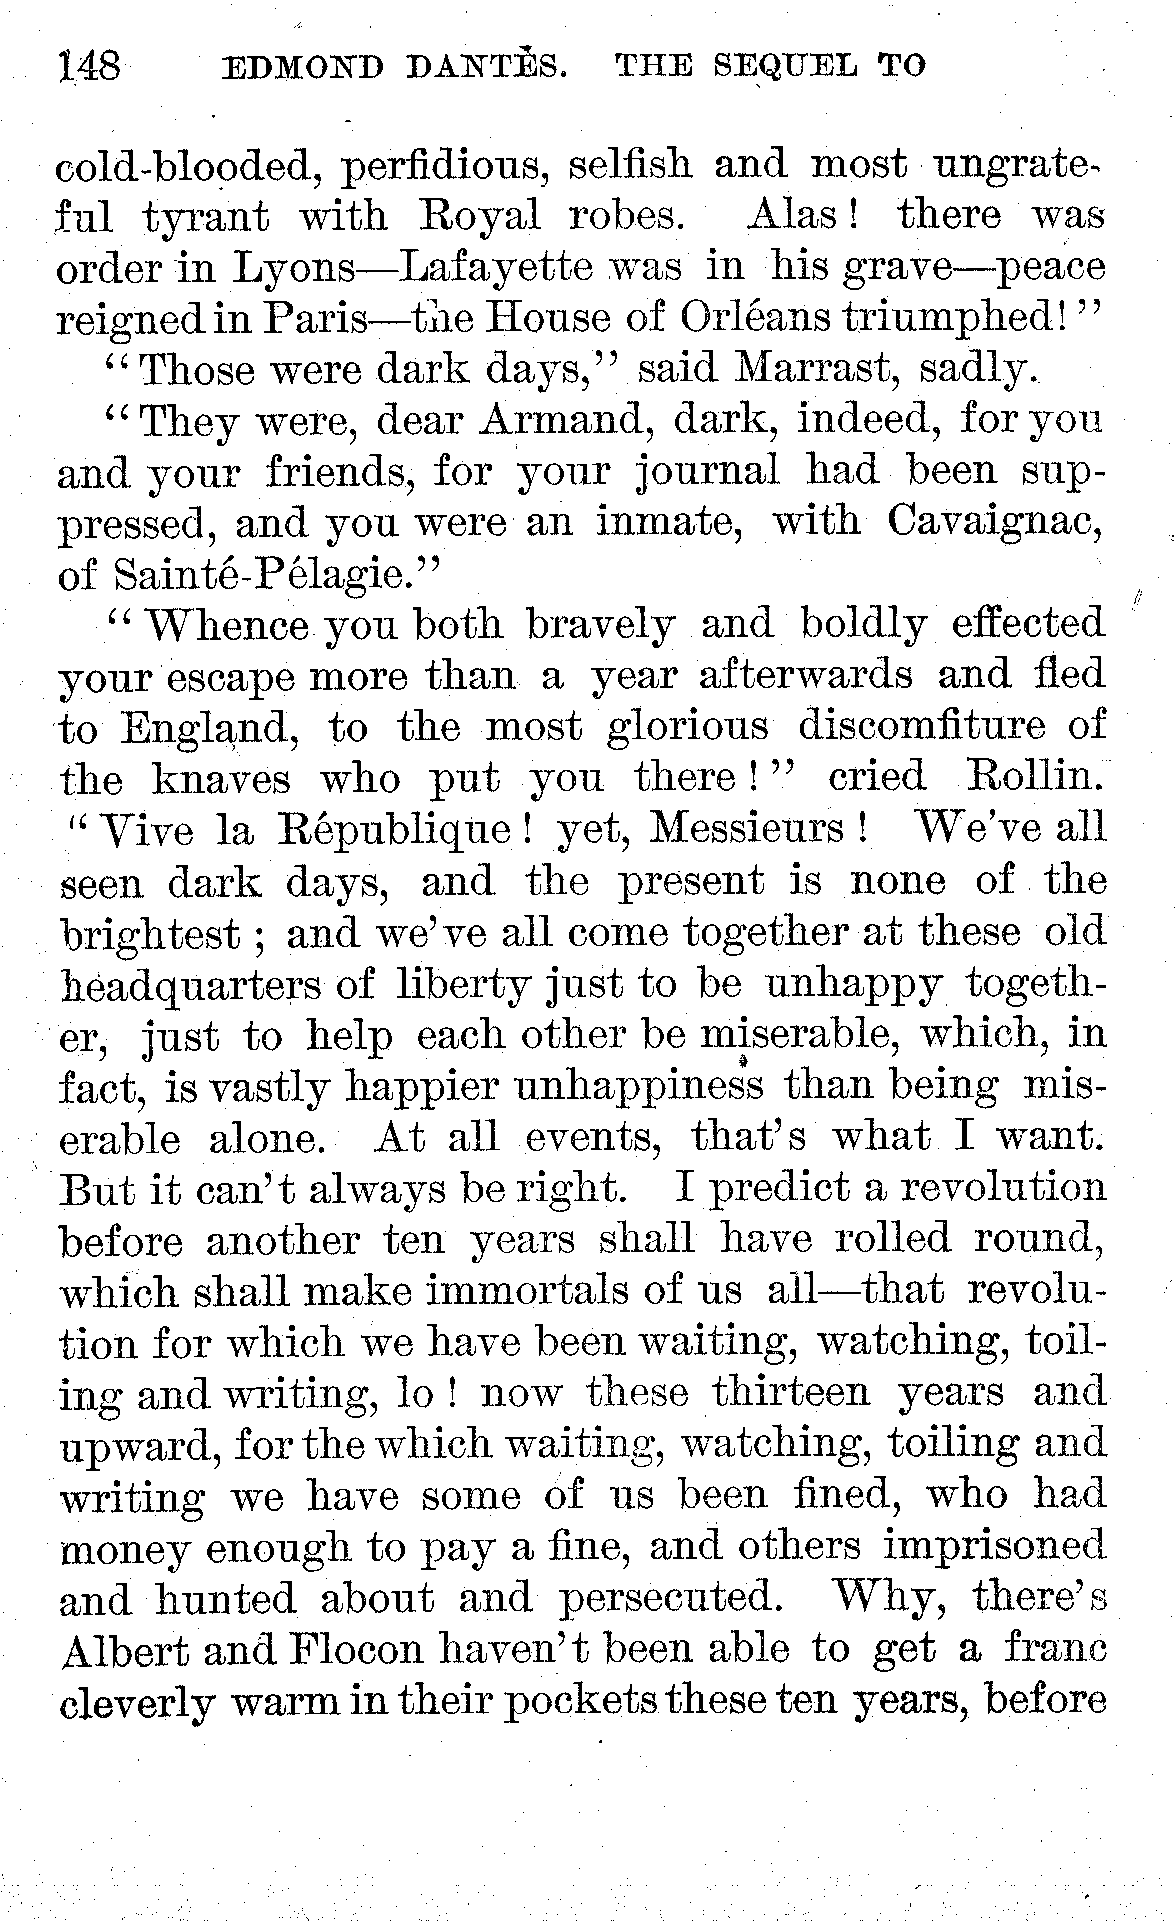 148 EDMOND DANTÈS. THE SEQUEL TO
cold-blooded, perfidious, selfish and most ungrate-
ful tyrant with Royal robes. Alas! there was
order in Lyons—Lafayette was in his grave—peace
reigned in Paris—the House of Orléans triumphed!"
"Those were dark days," said Marrast, sadly.
"They were, dear Armand, dark, indeed, for you
and your friends, for your journal had been sup-
pressed, and you were an inmate, with Cavaignac,
of Sainté-Pélagie."
"Whence you both bravely and boldly effected
your escape more than a year afterwards and fled
to England, to the most glorious discomfiture of
the knaves who put you there!" cried Rollin.
"Vive la République! yet, Messieurs! We've all
seen dark days, and the present is none of the
brightest; and we've all come together at these old
headquarters of liberty just to be unhappy togeth-
er, just to help each other be miserable, which, in
fact, is vastly happier unhappiness than being mis-
erable alone. At all events, that's what I want.
But it can't always be right. I predict a revolution
before another ten years shall have rolled round,
which shall make immortals of us all—that revolu-
tion for which we have been waiting, watching, toil-
ing and writing, lo! now these thirteen years and
upward, for the which waiting, watching, toiling and
writing we have some of us been fined, who had
money enough to pay a fine, and others imprisoned
and hunted about and persecuted. Why, there's
Albert and Flocon haven't been able to get a franc
cleverly warm in their pockets these ten years, before